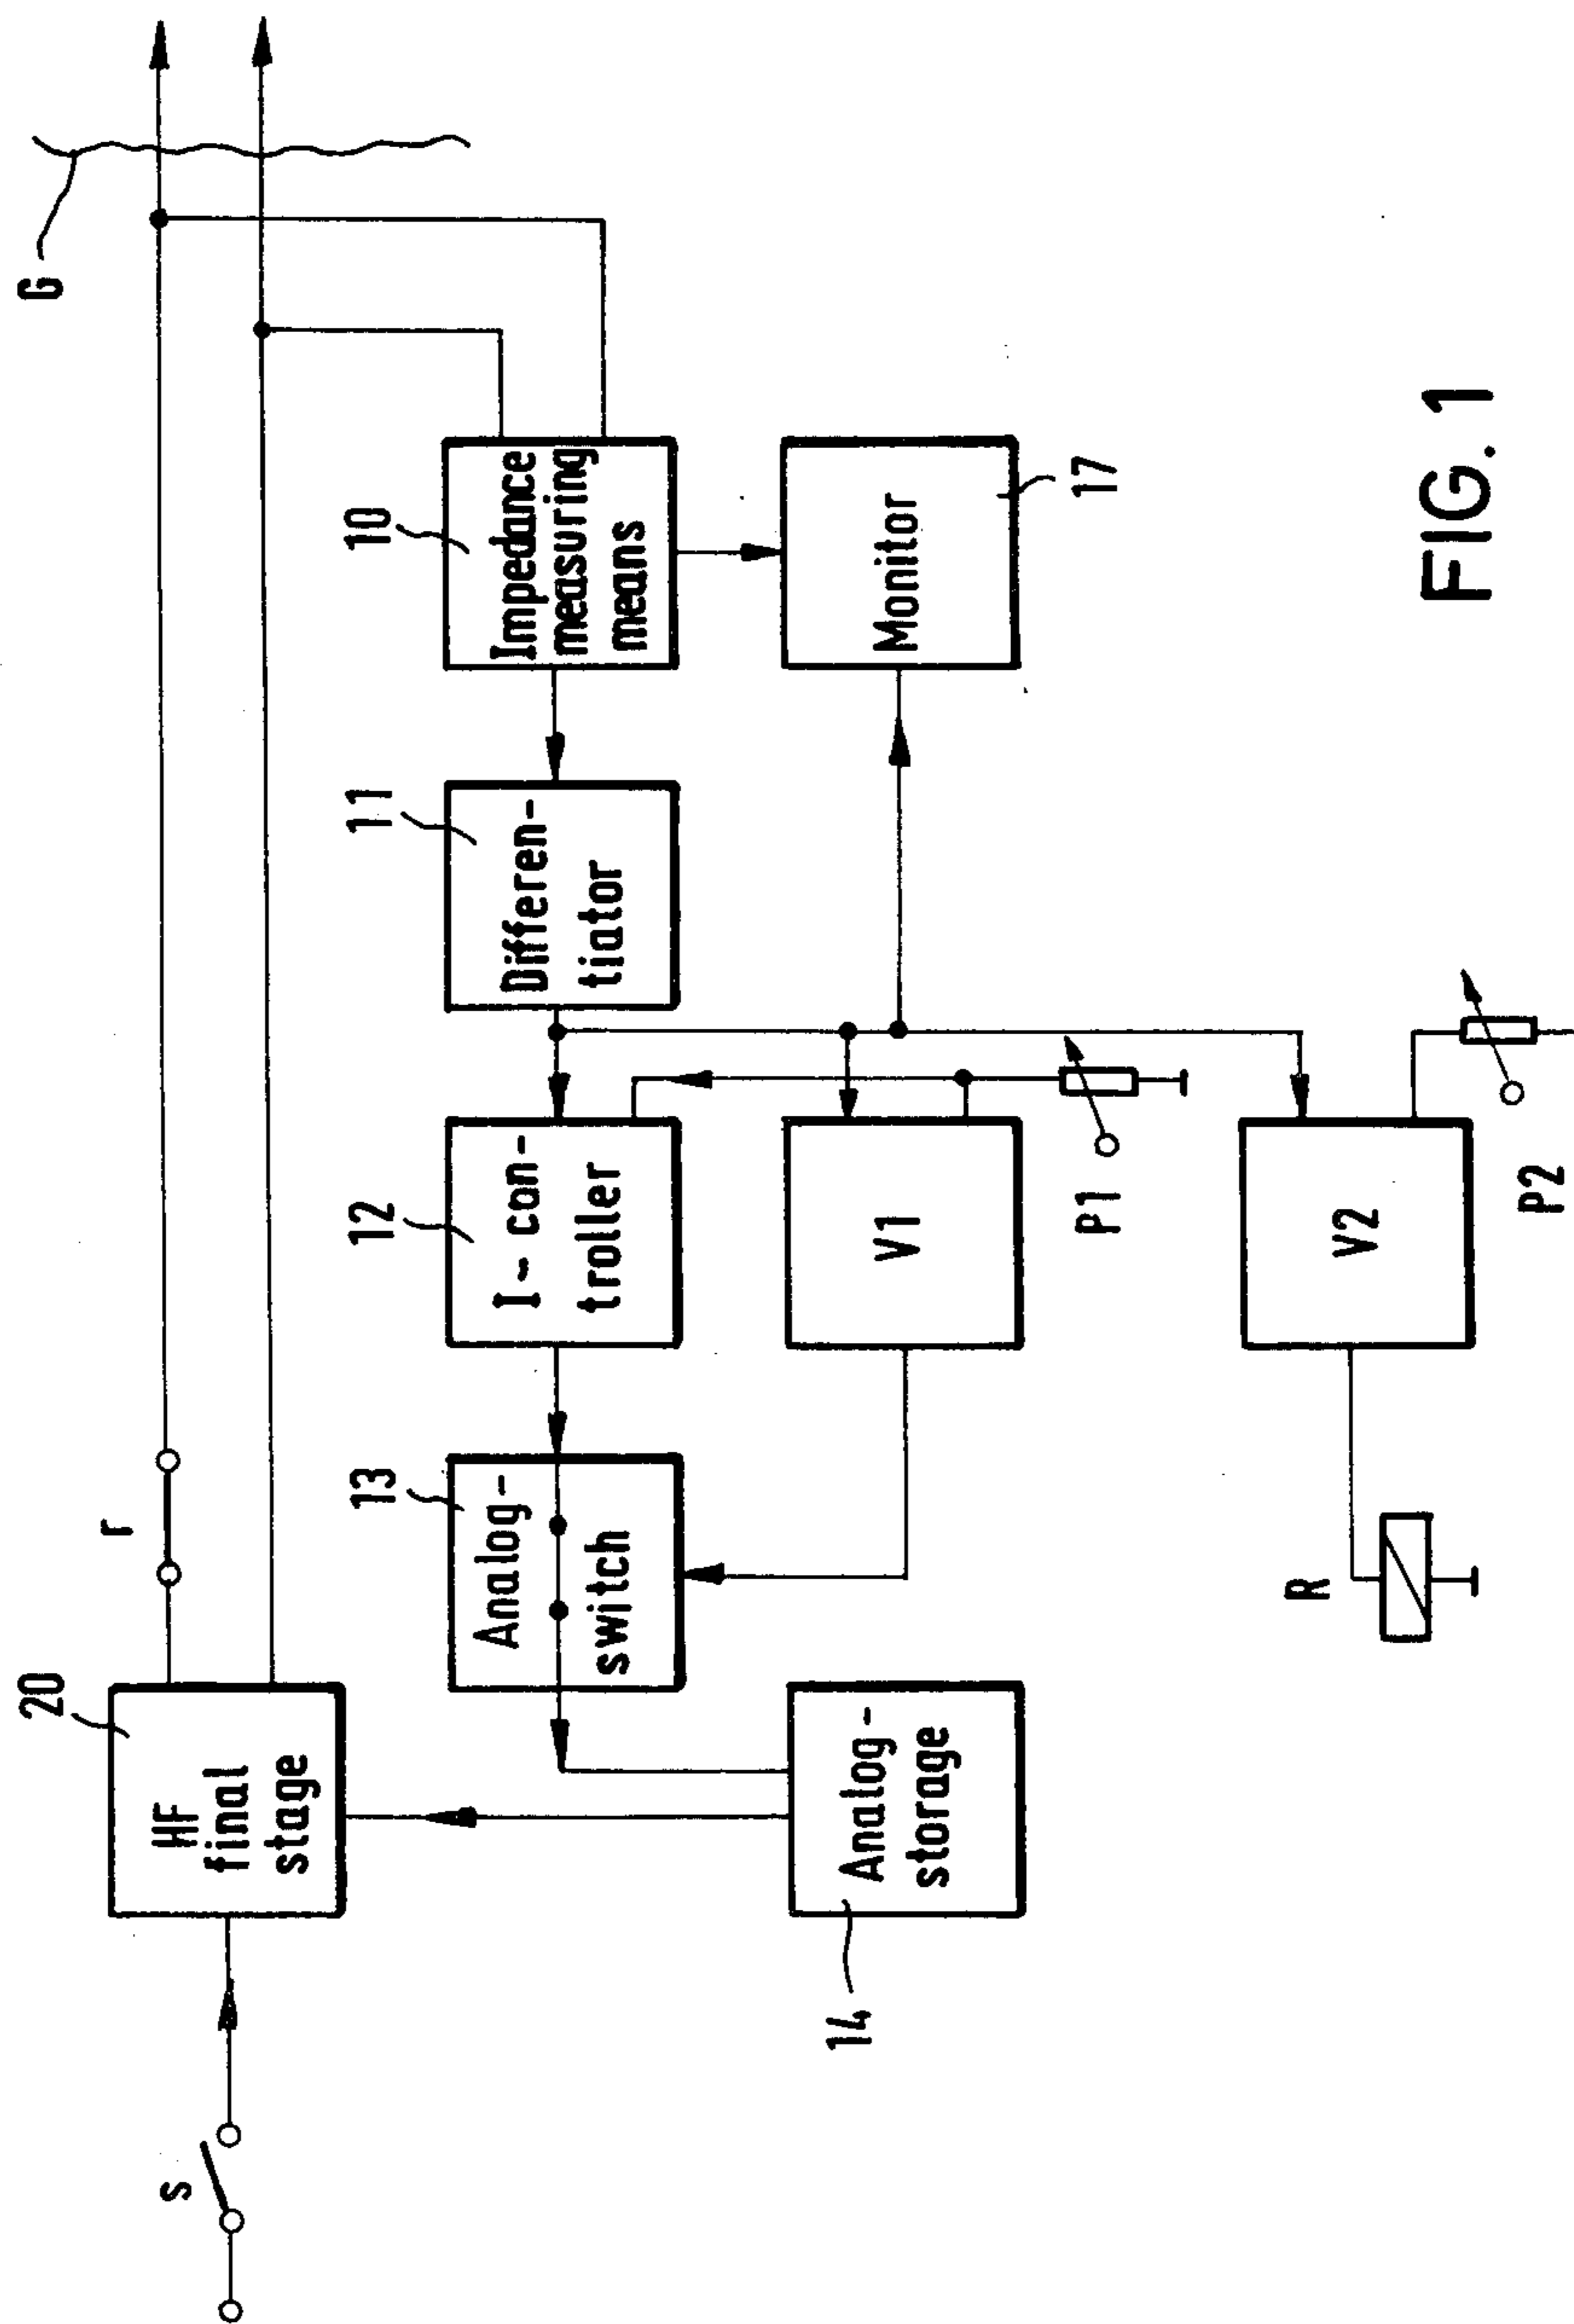 G
r
s
20
HF
final
stage
13
Analog-
switch
12
I- con-
troller
11
Differen-
tiator
10
Impedance
measuring
means
14
Analog-
storage
V1
P1
Monitor
17
R
V2
P2
FIG. 1